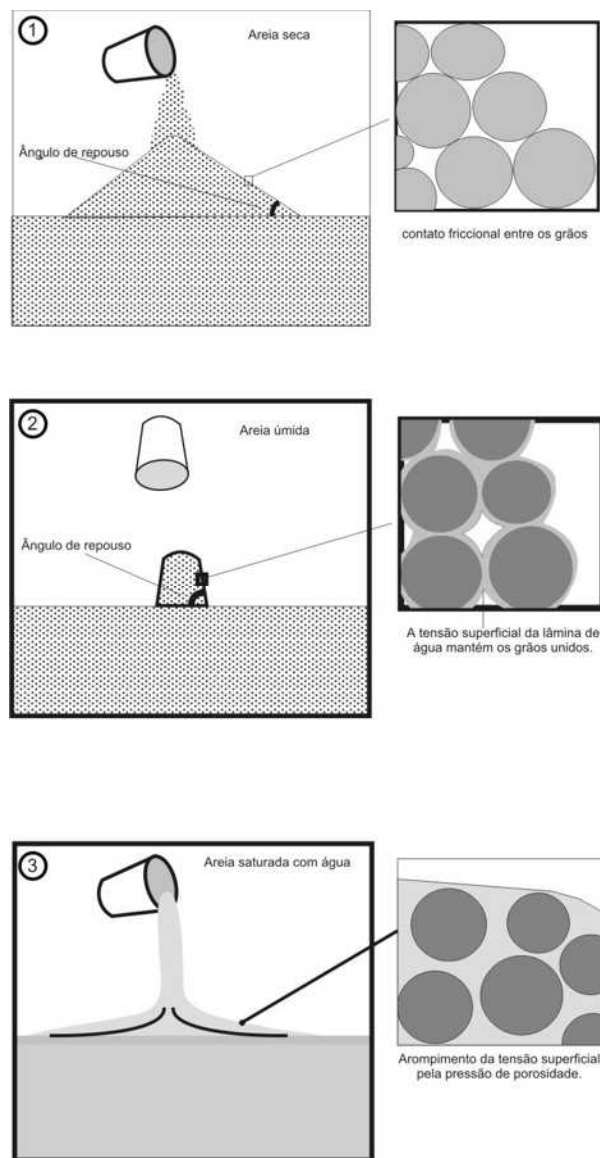 1
Areia seca
Ângulo de repouso
contato friccional entre os grãos
2
Areia úmida
Ângulo de repouso
A tensão superficial da lâmina de
água mantém os grãos unidos.
3
Areia saturada com água
Arompimento da tensão superficial
pela pressão de porosidade.